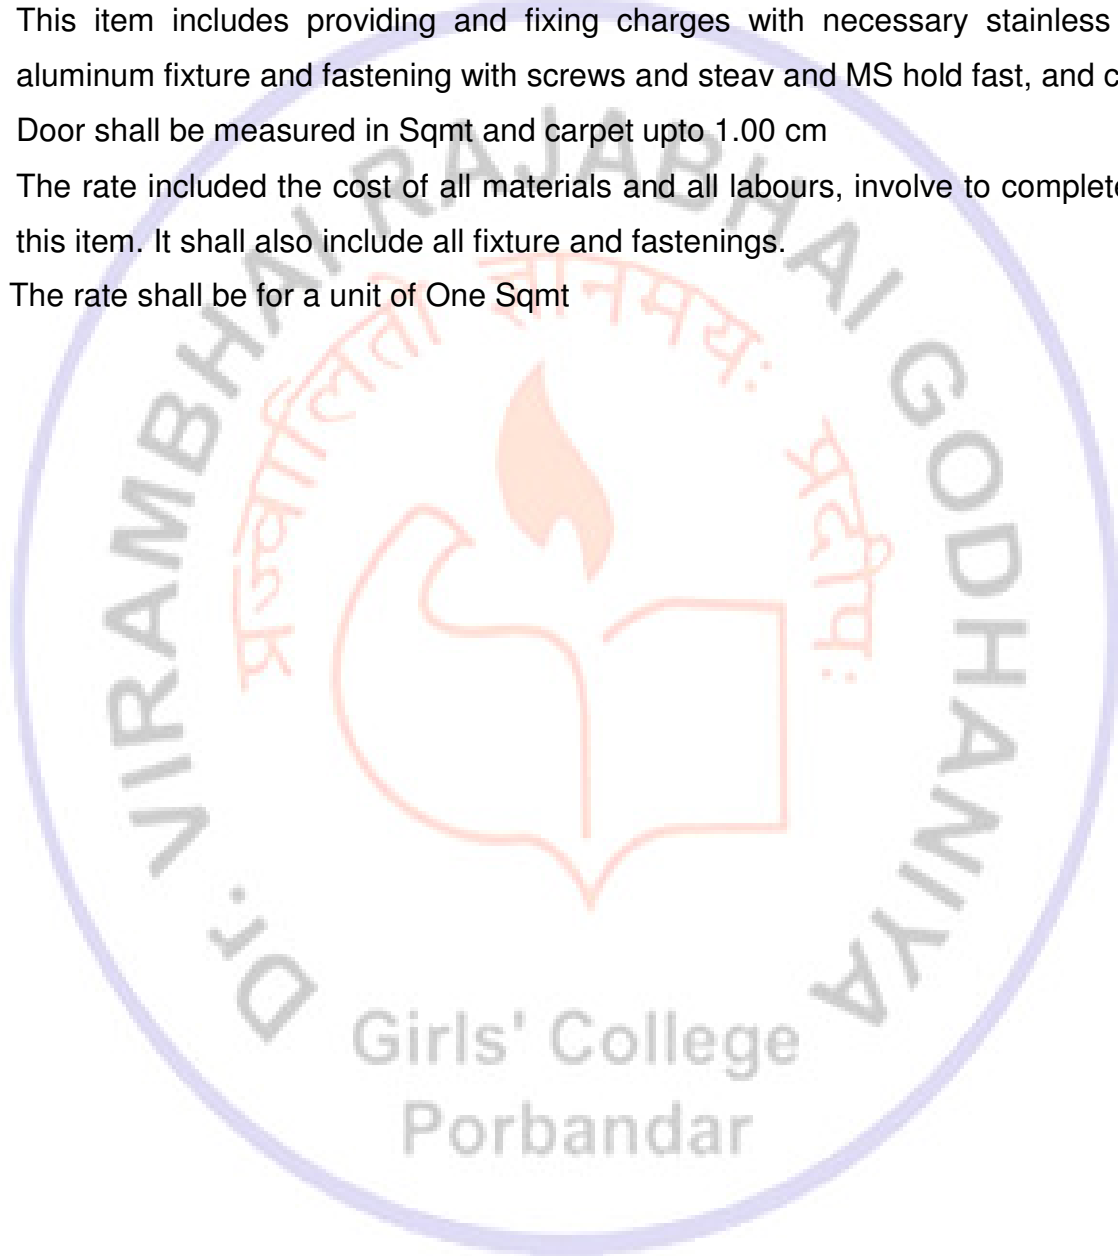 This item includes providing and fixing charges with necessary stainless
aluminum fixture and fastening with screws and steav and MS hold fast, and
Door shall be measured in Sqmt and carpet upto 1.00 cm
The rate included the cost of all materials and all labours, involve to complete
this item. It shall also include all fixture and fastenings.
The rate shall be for a unit of One Sqmt
Dr. VIRAMBHAI RAJABHAI GODHANIYA
प्रज्वालितो ज्ञानमयः प्रदीपः
Girls' College
Porbandar